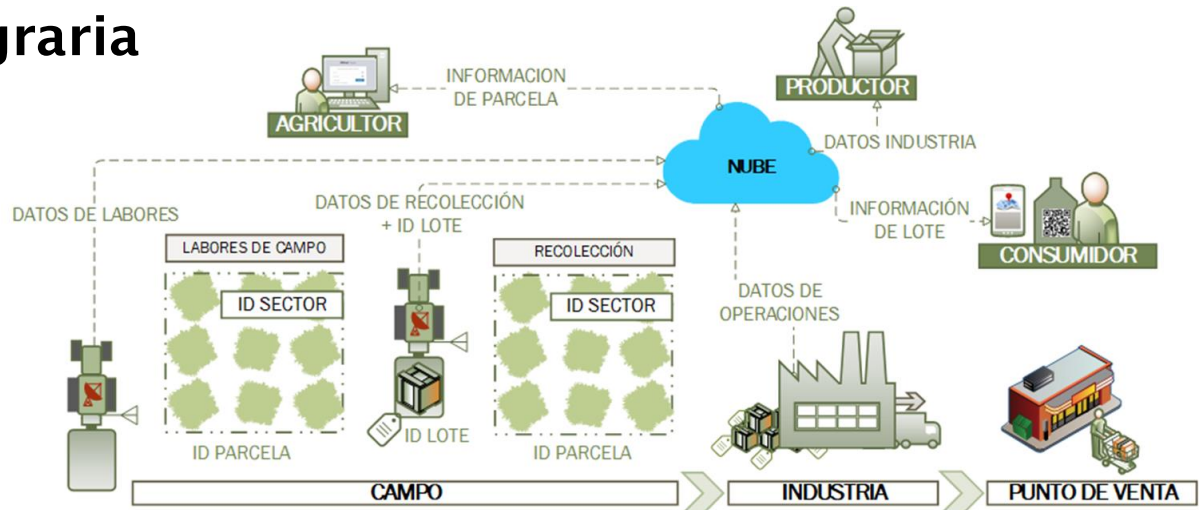 graria
INFORMACION
DE PARCELA
AGRICULTOR
PRODUCTOR
DATOS INDUSTRIA
NUBE
DATOS DE LABORES
DATOS DE RECOLECCIÓN
+ ID LOTE
INFORMACIÓN
DE LOTE
CONSUMIDOR
LABORES DE CAMPO
RECOLECCIÓN
ID SECTOR
ID SECTOR
DATOS DE
OPERACIONES
ID LOTE
ID PARCELA
ID PARCELA
CAMPO
INDUSTRIA
PUNTO DE VENTA